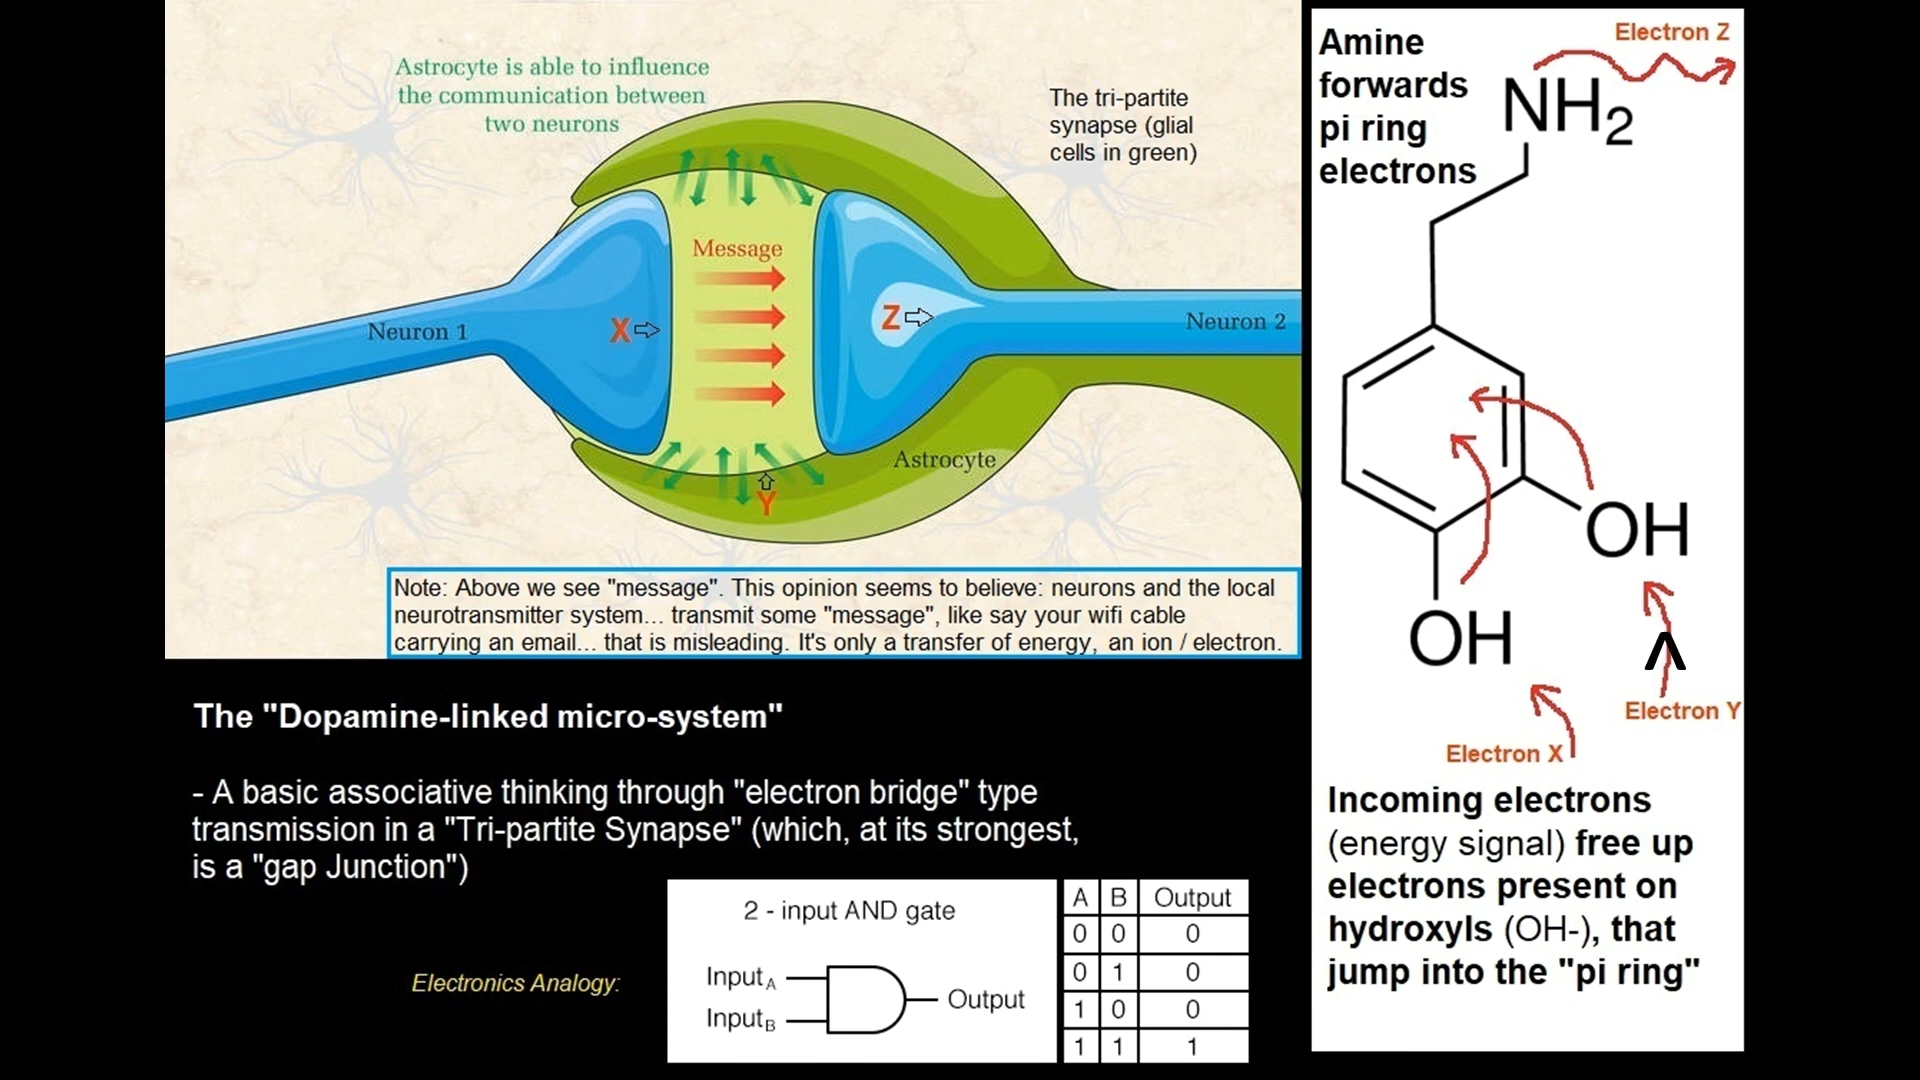 Astrocyte is able to influence
the communication between
two neurons
The tri-partite
synapse (glial
cells in green)
Message
X
Z
Neuron 1
Neuron 2
Astrocyte
Y
Note: Above we see "message". This opinion seems to believe: neurons and the local
neurotransmitter system... transmit some "message", like say your wifi cable
carrying an email... that is misleading. It's only a transfer of energy, an ion / electron.
The "Dopamine-linked micro-system"
- A basic associative thinking through "electron bridge" type
transmission in a "Tri-partite Synapse" (which, at its strongest,
is a "gap Junction")
Electronics Analogy:
2 - input AND gate
Input A
Input B
Output
A B Output
0 0 0
0 1 0
1 0 0
1 1 1
Electron Z
Amine
forwards
pi ring
electrons
NH2
OH
OH
^
Electron Y
Electron X
Incoming electrons
(energy signal) free up
electrons present on
hydroxyls (OH-), that
jump into the "pi ring"